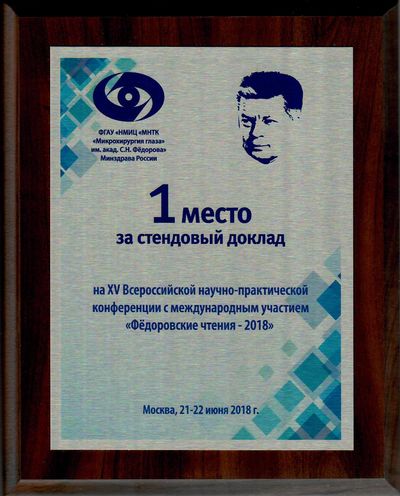 ФГАУ «НМИЦ «МНТК
«Микрохирургия глаза»
им. акад. С.Н. Фёдорова»
Минздрава России
1 место
за стендовый доклад
на XV Всероссийской научно-практической
конференции с международным участием
«Фёдоровские чтения - 2018»
Москва, 21-22 июня 2018 г.